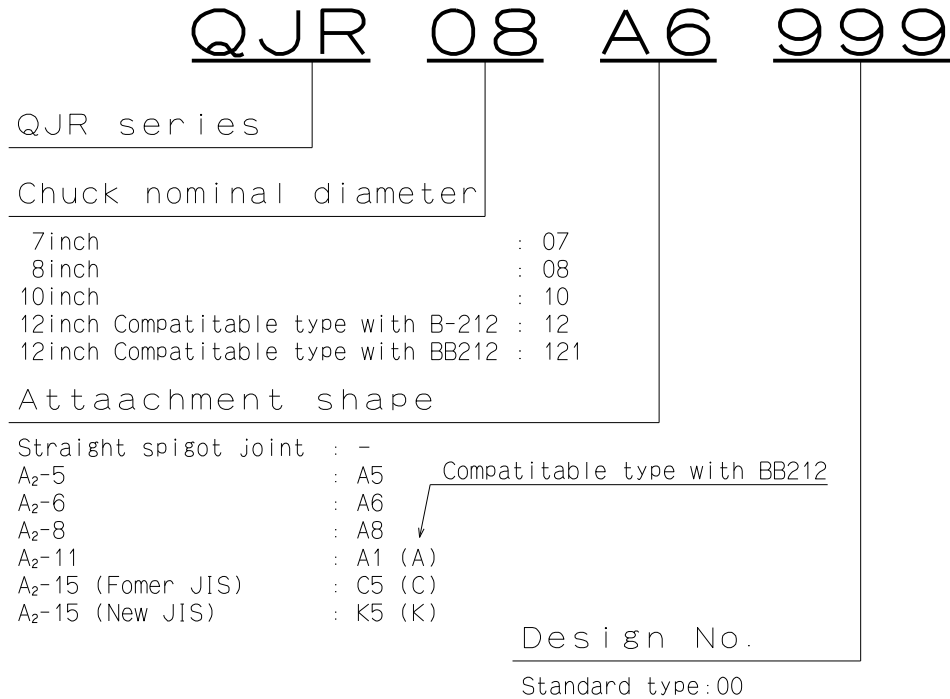 QJR 08 A6 999
QJR series
Chuck nominal diameter
7inch : 07
8inch : 08
10inch : 10
12inch Compatitable type with B-212 : 12
12inch Compatitable type with BB212 : 121
Attaachment shape
Straight spigot joint : -
A₂-5 : A5
Compatitable type with BB212
A₂-6 : A6
A₂-8 : A8
A₂-11 : A1 (A)
A₂-15 (Fomer JIS) : C5 (C)
A₂-15 (New JIS) : K5 (K)
Design No.
Standard type:00